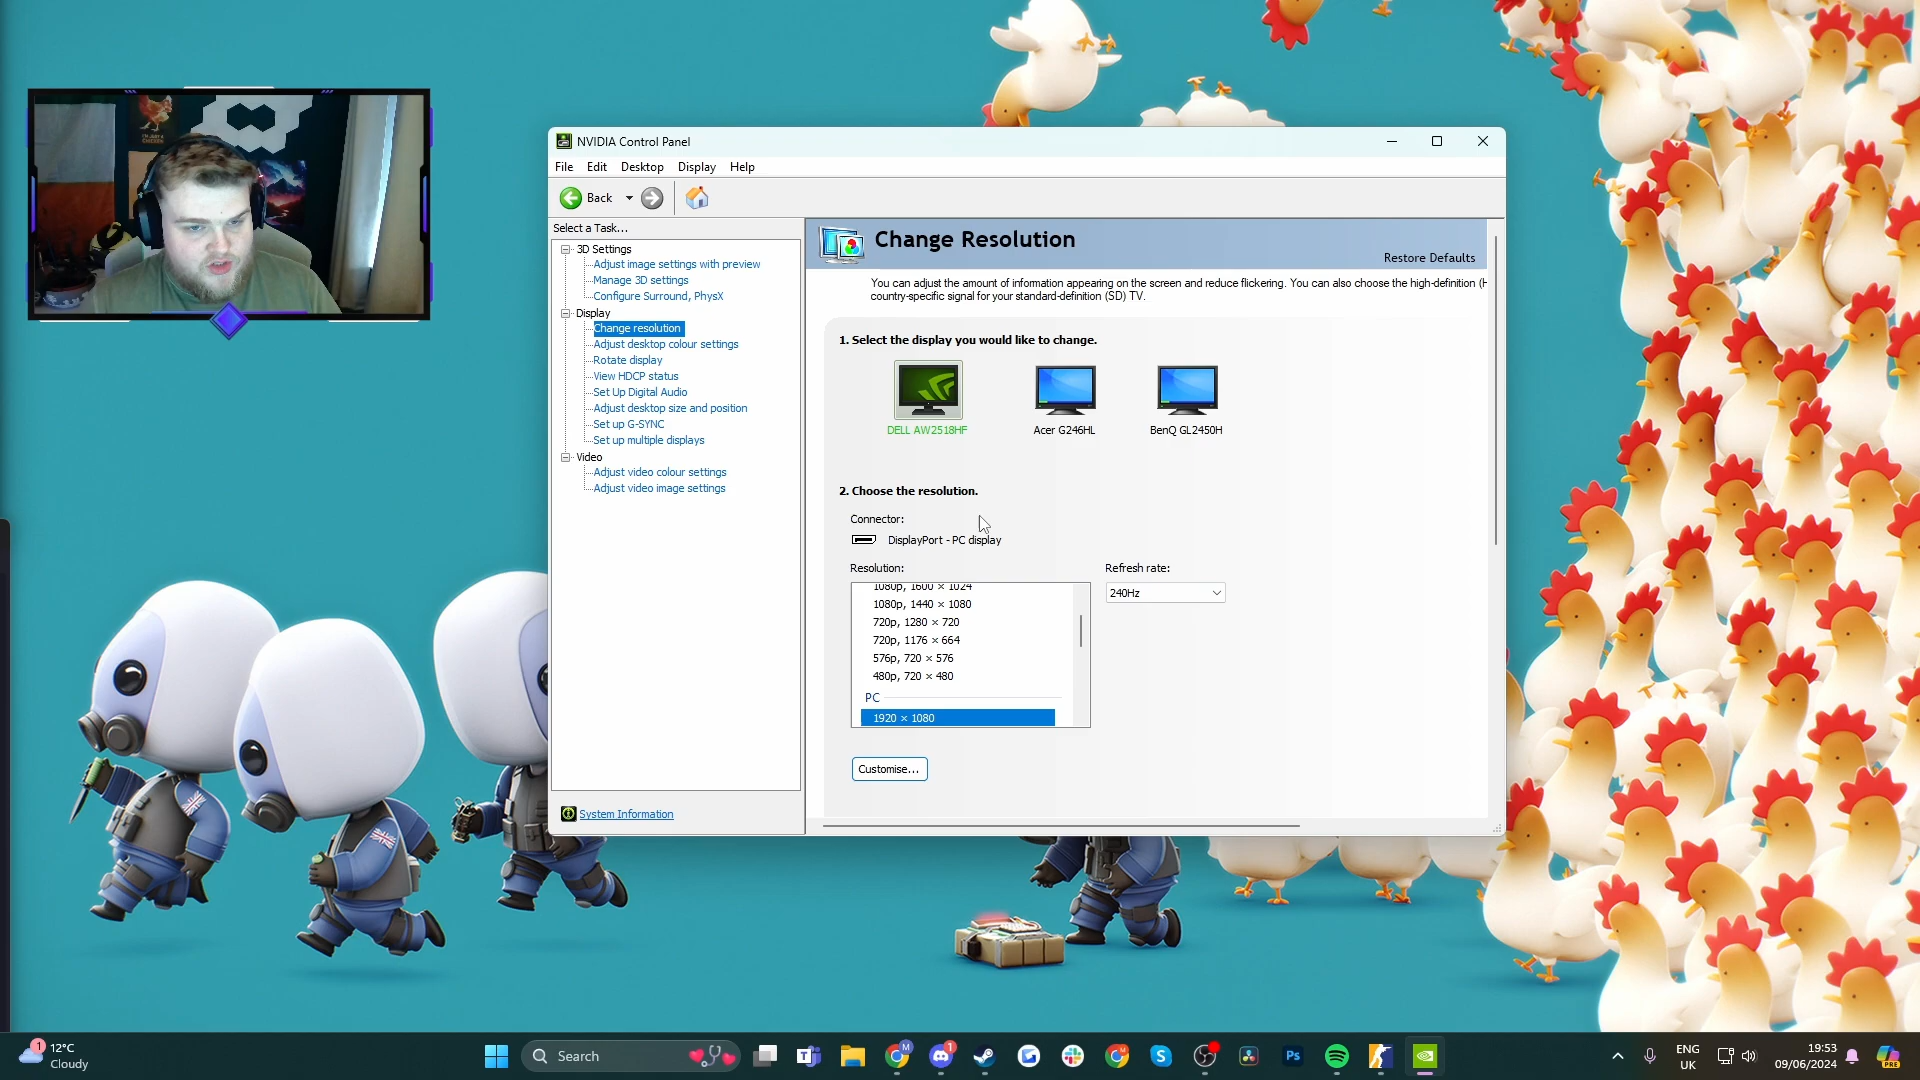 NVIDIA Control Panel
File Edit Desktop Display Help
Back
Select a Task...
3D Settings
Adjust image settings with preview
Manage 3D settings
Configure Surround, PhysX
Display
Change resolution
Adjust desktop colour settings
Rotate display
View HDCP status
Set Up Digital Audio
Adjust desktop size and position
Set up G-SYNC
Set up multiple displays
Video
Adjust video colour settings
Adjust video image settings
System Information
Change Resolution
Restore Defaults
You can adjust the amount of information appearing on the screen and reduce flickering. You can also choose the high-definition (H
country-specific signal for your standard-definition (SD) TV.
1. Select the display you would like to change.
DELL AW2518HF
Acer G246HL
BenQ GL2450H
2. Choose the resolution.
Connector:
DisplayPort - PC display
Resolution:
Refresh rate:
240Hz
1080p, 1600 × 1024
1080p, 1440 × 1080
720p, 1280 × 720
720p, 1176 × 664
576p, 720 × 576
480p, 720 × 480
PC
1920 × 1080
Customise...
1
12°C
Cloudy
Search
M
1
Ps
ENG
UK
19:53
09/06/2024
PRE